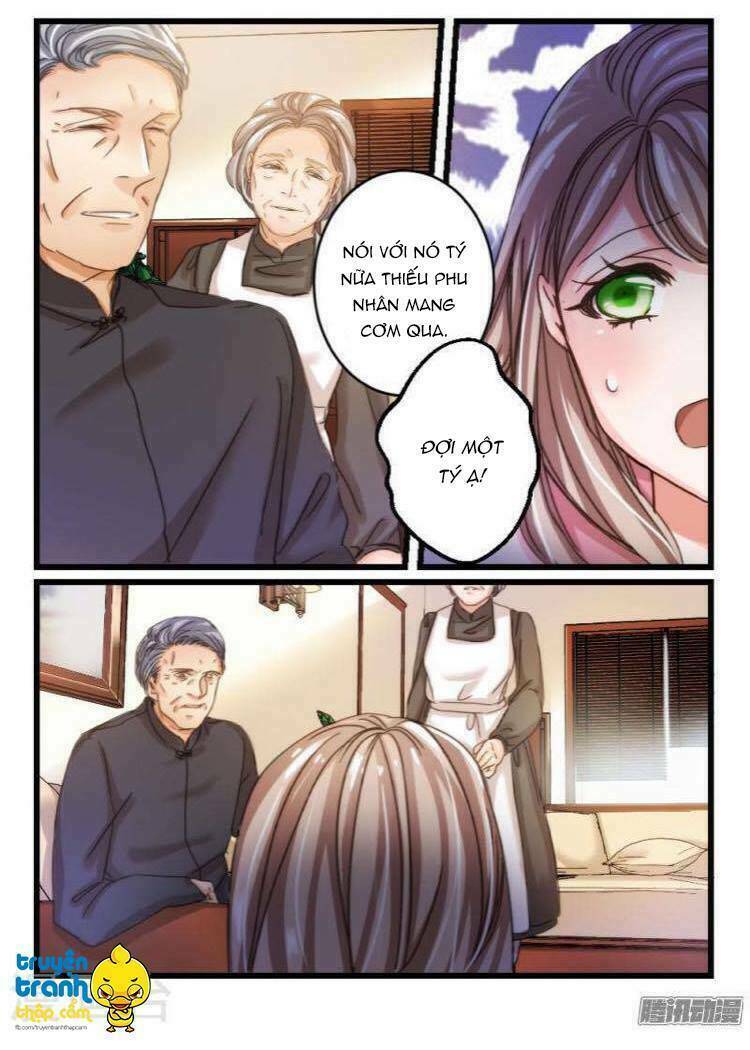 NÓI VỚI NÓ TÝ
NỮA THIẾU PHU
NHÂN MANG
CƠM QUA.
ĐỢI MỘT
TÝ Ạ!
truyện
tranh
thập cẩm
fb.com/truyentranhthapcam
腾讯动漫